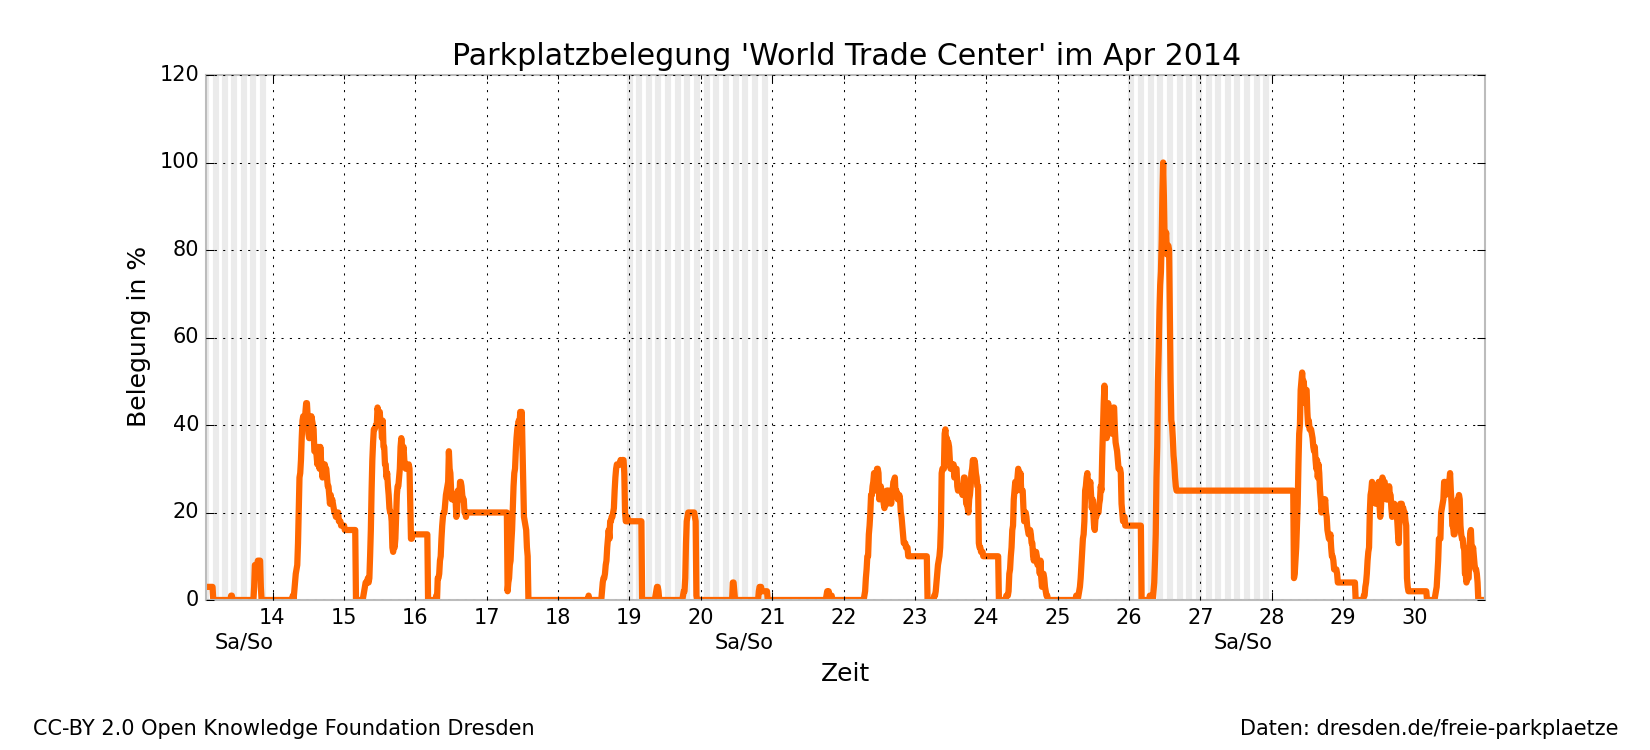 Parkplatzbelegung 'World Trade Center' im Apr 2014
120
100
80
60
40
20
0
Belegung in %
14 15 16 17 18 19 20 21 22 23 24 25 26 27 28 29 30
Sa/So Sa/So Sa/So
Zeit
CC-BY 2.0 Open Knowledge Foundation Dresden
Daten: dresden.de/freie-parkplaetze